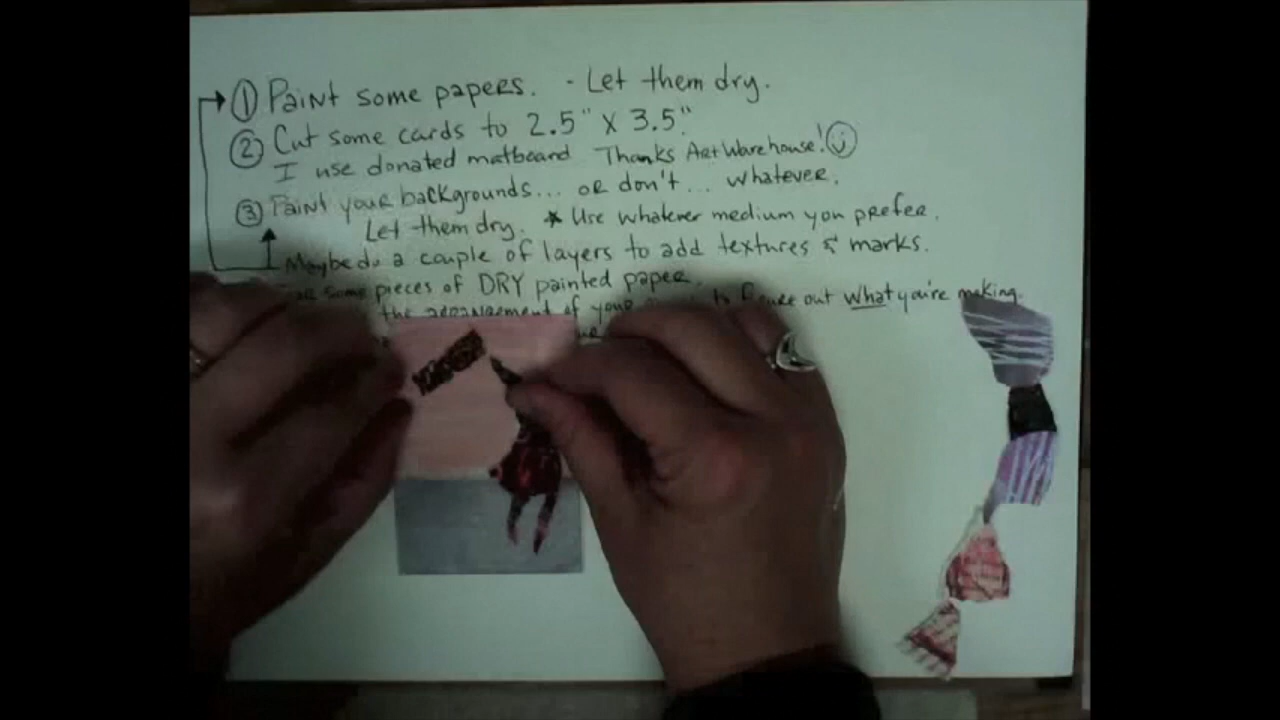 ① Paint some papers. - Let them dry.
② Cut some cards to 2.5" X 3.5".
I use donated matboard Thanks ArtWarehouse!
③ Paint your backgrounds... or don't... whatever.
Let them dry. * Use whatever medium you prefer.
Maybe do a couple of layers to add textures & marks.
some pieces of DRY painted paper.
the arrangement of your to figure out what you're making.